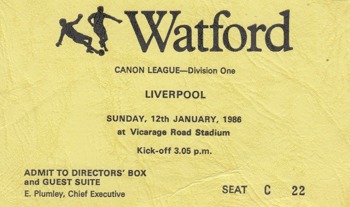 Watford
CANON LEAGUE—Division One
LIVERPOOL
SUNDAY, 12th JANUARY, 1986
at Vicarage Road Stadium
Kick-off 3.05 p.m.
ADMIT TO DIRECTORS' BOX
and GUEST SUITE
E. Plumley, Chief Executive
SEAT C 22